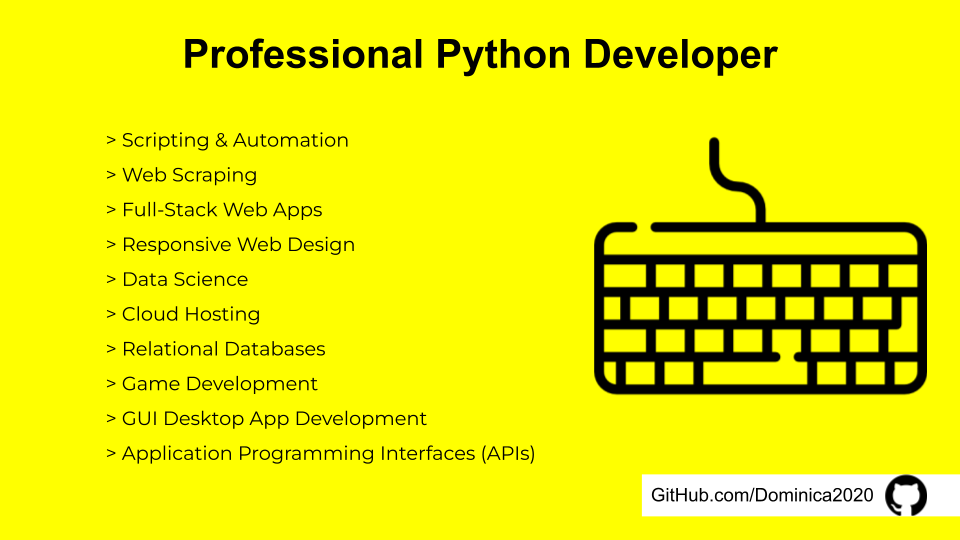 Professional Python Developer
> Scripting & Automation
> Web Scraping
> Full-Stack Web Apps
> Responsive Web Design
> Data Science
> Cloud Hosting
> Relational Databases
> Game Development
> GUI Desktop App Development
> Application Programming Interfaces (APIs)
GitHub.com/Dominica2020